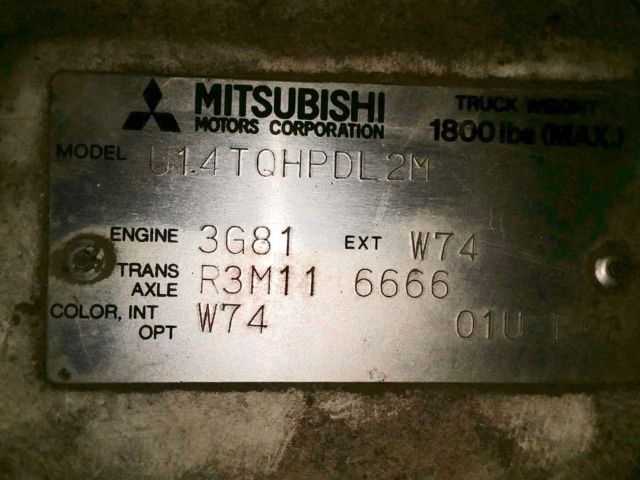 MITSUBISHI
MOTORS CORPORATION
TRUCK WEIGHT
1800 lbs (MAX.)
MODEL U14TQHPDL2M
ENGINE 3G81 EXT W74
TRANS AXLE R3M11 6666
COLOR, INT OPT W74 01U